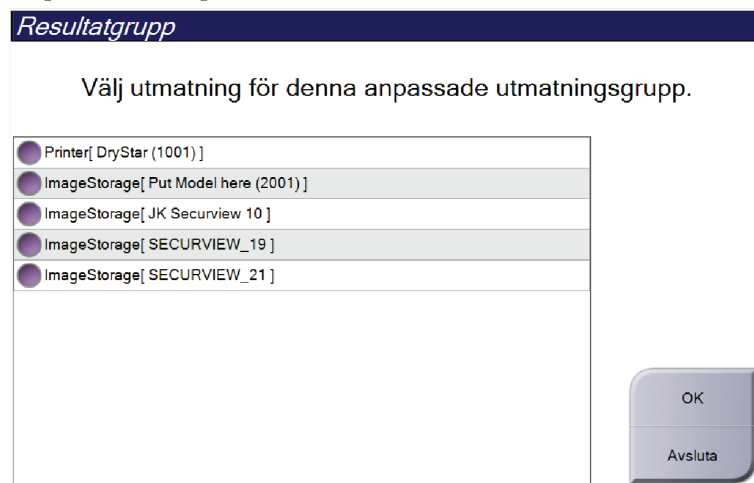 Resultatgrupp
Välj utmatning för denna anpassade utmatningsgrupp.
Printer[ DryStar (1001) ]
ImageStorage[ Put Model here (2001) ]
ImageStorage[ JK Securview 10 ]
ImageStorage[ SECURVIEW_19 ]
ImageStorage[ SECURVIEW_21 ]
OK
Avsluta